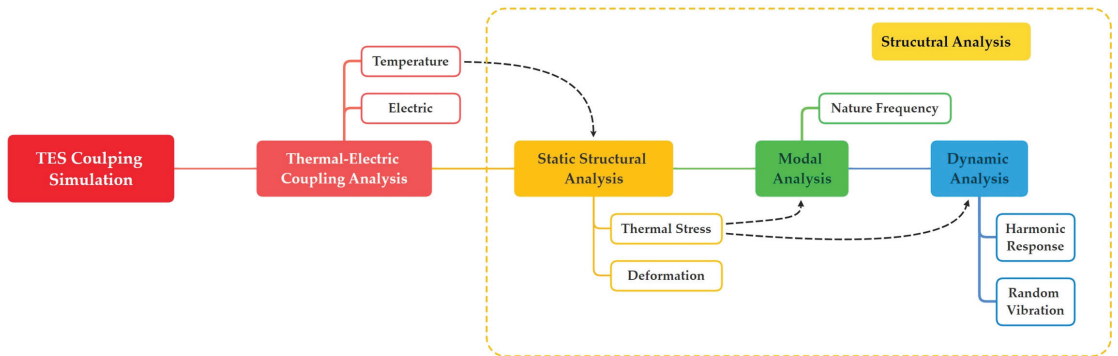 Strucutral Analysis
Temperature
Electric
Nature Frequency
TES Coulping
Simulation
Thermal-Electric
Coupling Analysis
Static Structural
Analysis
Modal
Analysis
Dynamic
Analysis
Thermal Stress
Deformation
Harmonic
Response
Random
Vibration